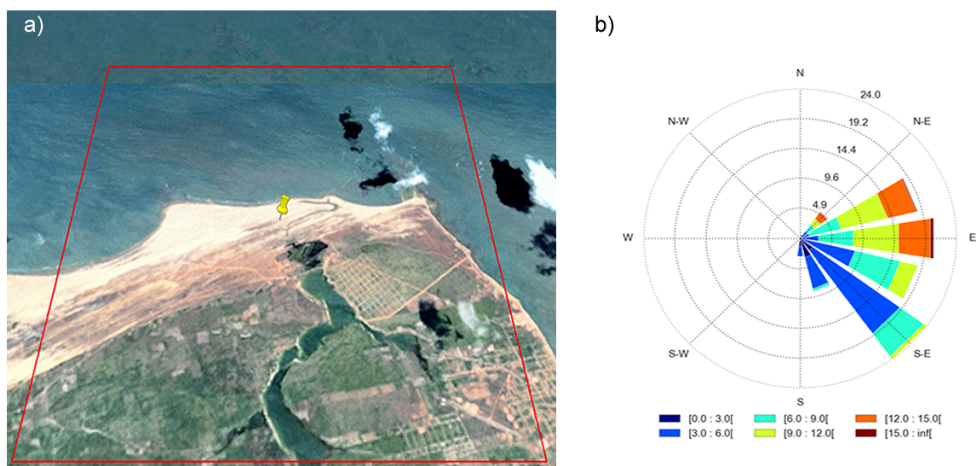 a)
b)
N
24.0
N-W
N-E
19.2
14.4
9.6
4.9
W
E
S-W
S-E
S
[0.0 : 3.0[
[6.0 : 9.0[
[12.0 : 15.0[
[3.0 : 6.0[
[9.0 : 12.0[
[15.0 : inf[